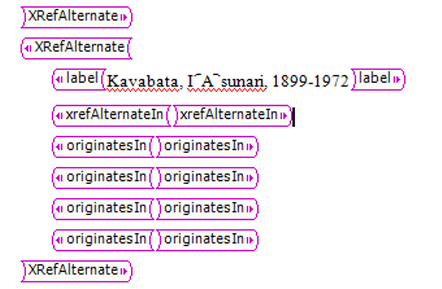 XRefAlternate
XRefAlternate
label Kavabata, I͡A͡sunari, 1899-1972 label
xrefAlternateIn xrefAlternateIn
originatesIn originatesIn
originatesIn originatesIn
originatesIn originatesIn
originatesIn originatesIn
XRefAlternate